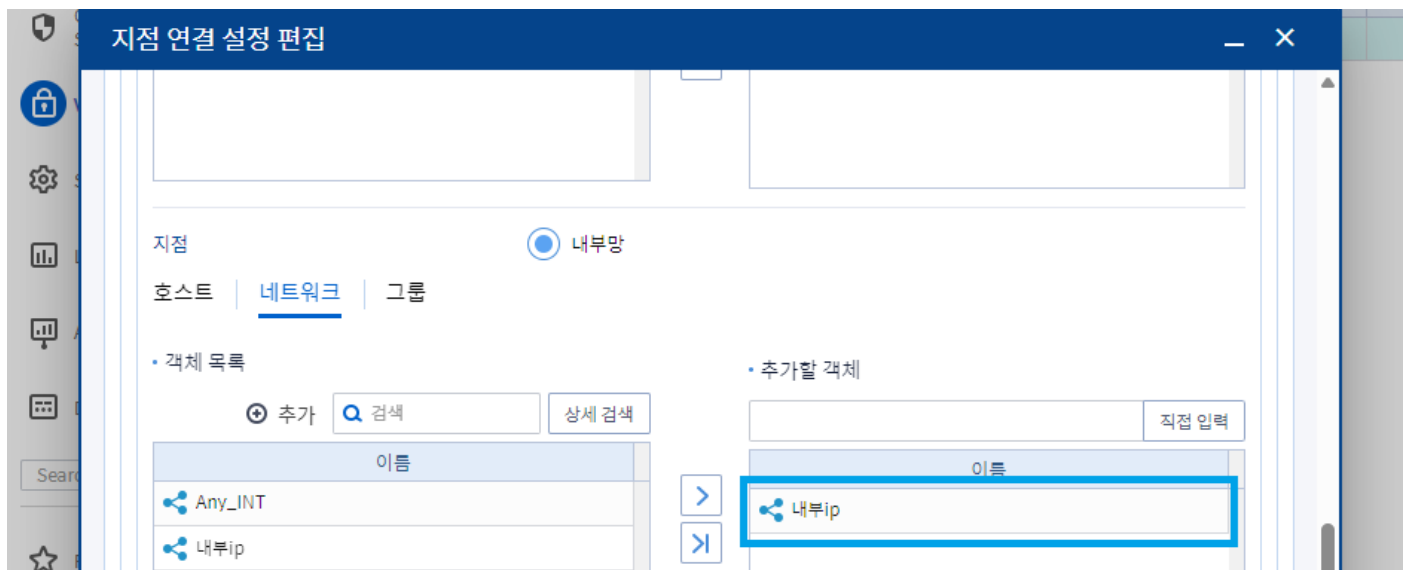 지점 연결 설정 편집
지점
내부망
호스트
네트워크
그룹
• 객체 목록
• 추가할 객체
추가
검색
상세 검색
직접 입력
이름
이름
Any_INT
내부ip
내부ip
Sear